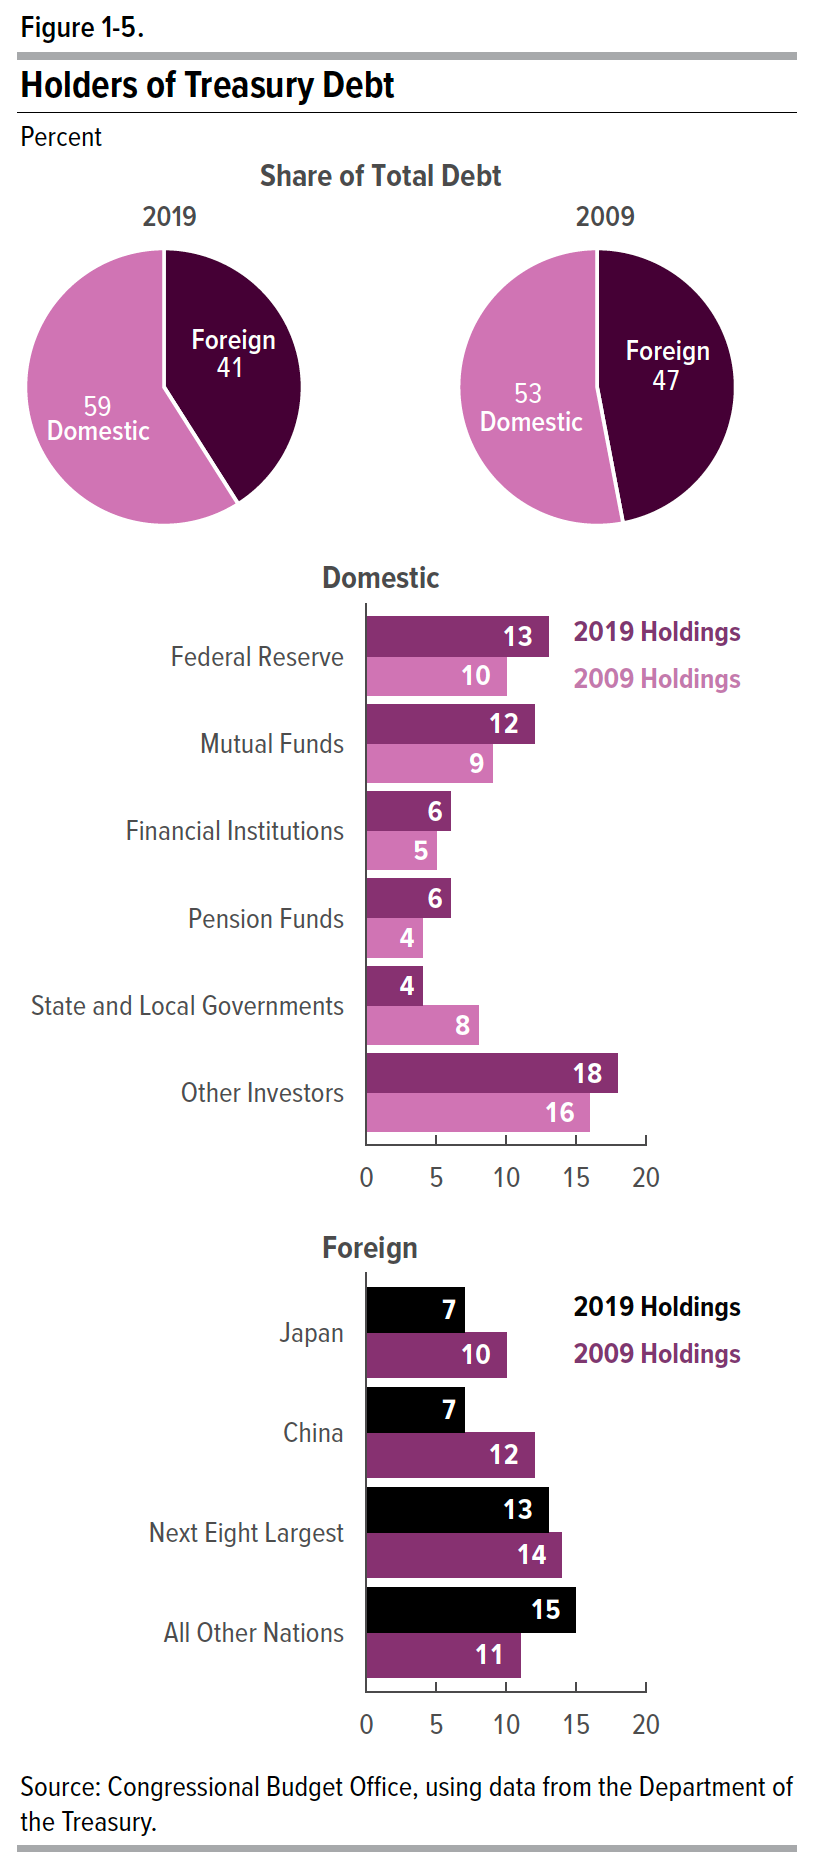 Figure 1-5.
Holders of Treasury Debt
Percent
Share of Total Debt
2019
2009
Foreign
41
59
Domestic
Foreign
47
53
Domestic
Domestic
2019 Holdings
2009 Holdings
Federal Reserve
13
10
Mutual Funds
12
9
Financial Institutions
6
5
Pension Funds
6
4
State and Local Governments
4
8
Other Investors
18
16
0 5 10 15 20
Foreign
2019 Holdings
2009 Holdings
Japan
7
10
China
7
12
Next Eight Largest
13
14
All Other Nations
15
11
0 5 10 15 20
Source: Congressional Budget Office, using data from the Department of
the Treasury.